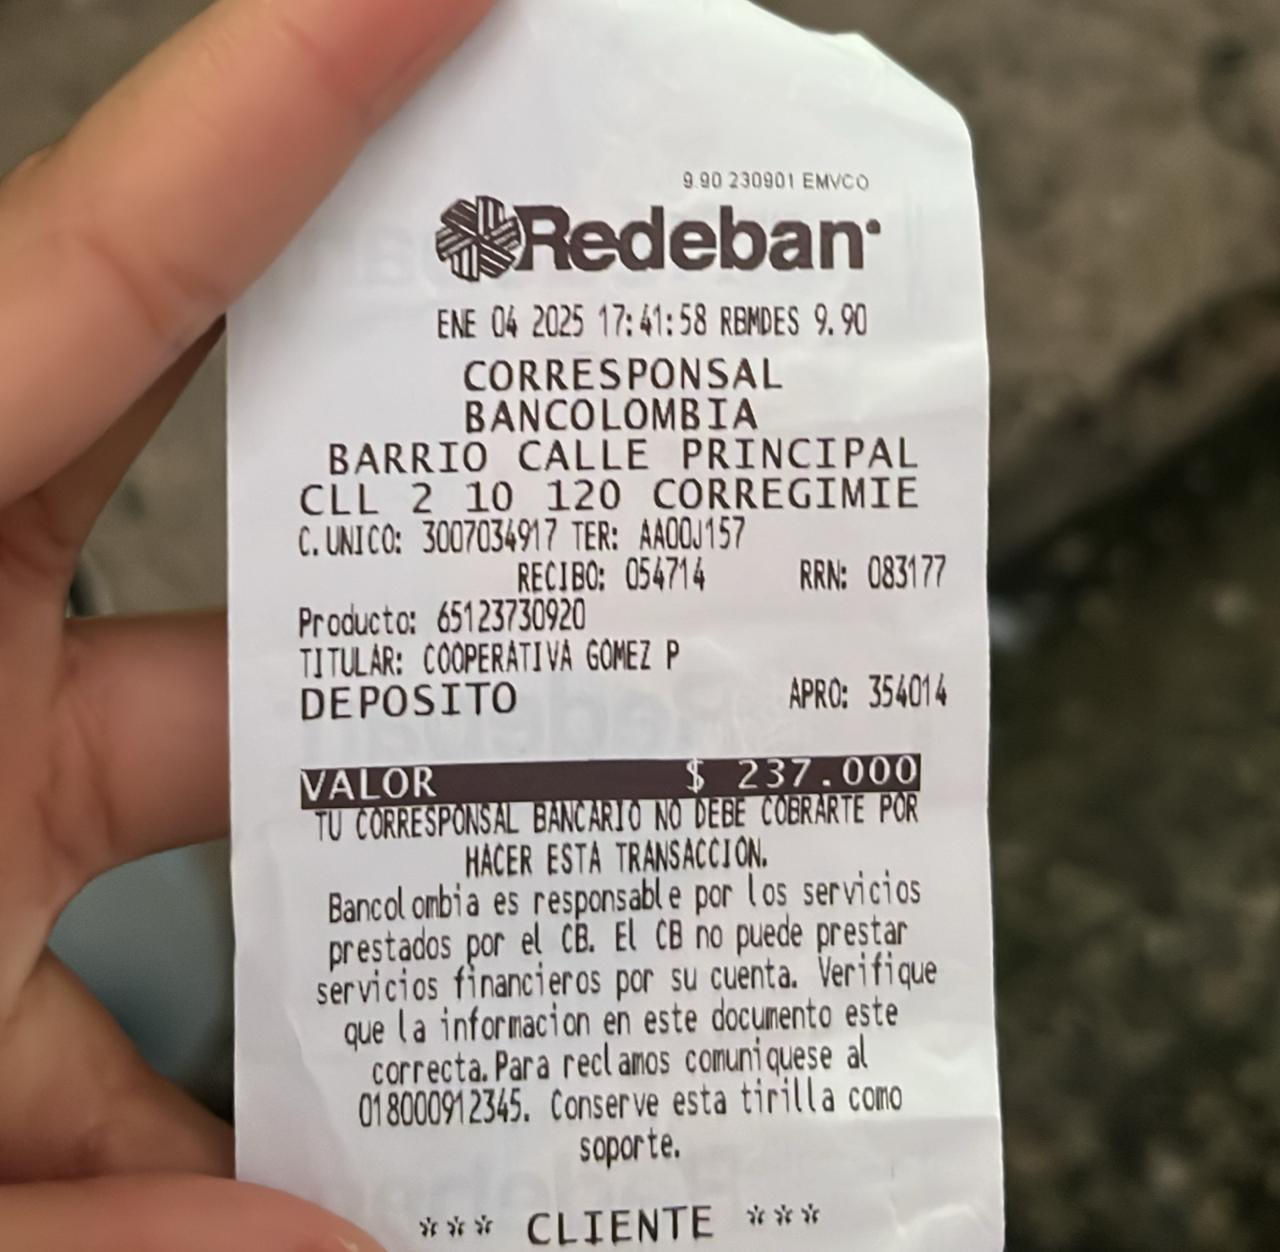 9.90 230901 EMVCO
Redeban
ENE 04 2025 17:41:58 RBMDES 9.90
CORRESPONSAL
BANCOLOMBIA
BARRIO CALLE PRINCIPAL
CLL 2 10 120 CORREGIMIE
C.UNICO: 3007034917 TER: AA00J157
RECIBO: 054714 RRN: 083177
Producto: 65123730920
TITULAR: COOPERATIVA GOMEZ P
DEPOSITO APRO: 354014
VALOR $ 237.000
TU CORRESPONSAL BANCARIO NO DEBE COBRARTE POR
HACER ESTA TRANSACCION.
Bancolombia es responsable por los servicios
prestados por el CB. El CB no puede prestar
servicios financieros por su cuenta. Verifique
que la informacion en este documento este
correcta.Para reclamos comuniquese al
018000912345. Conserve esta tirilla como
soporte.
*** CLIENTE ***